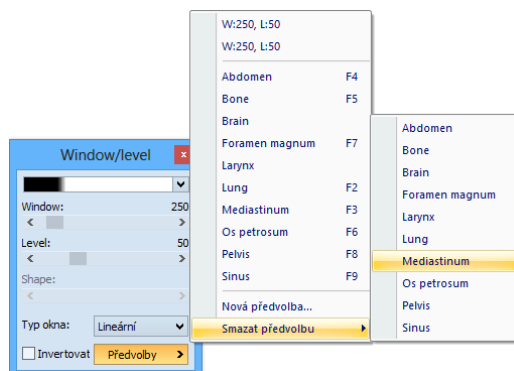 Window/level
x
Window: 250
Level: 50
Shape:
Typ okna: Lineární
Invertovat Předvolby >
W:250, L:50
W:250, L:50
Abdomen F4
Bone F5
Brain
Foramen magnum F7
Larynx
Lung F2
Mediastinum F3
Os petrosum F6
Pelvis F8
Sinus F9
Nová předvolba...
Smazat předvolbu
Abdomen
Bone
Brain
Foramen magnum
Larynx
Lung
Mediastinum
Os petrosum
Pelvis
Sinus